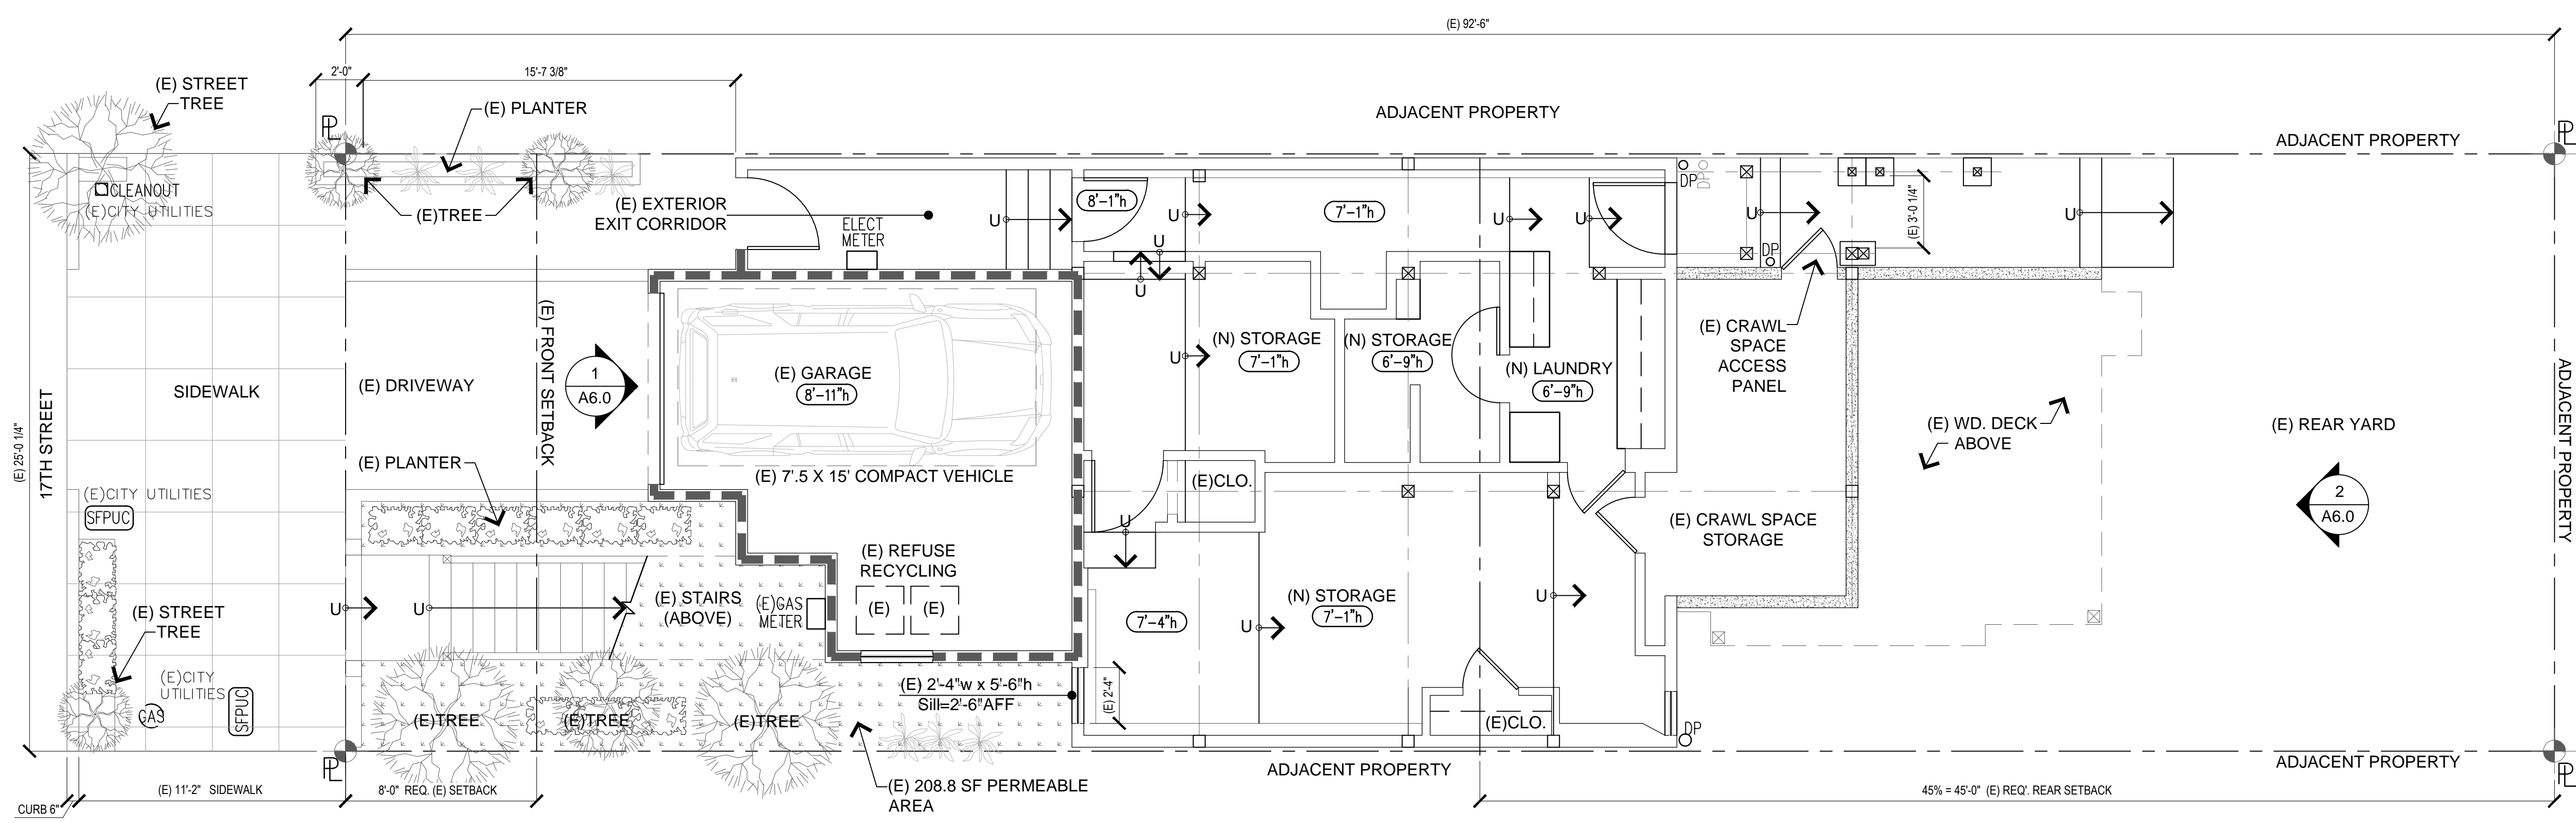 (E) 92'-6"
2'-0"
15'-7 3/8"
(E) STREET
TREE
(E) PLANTER
ADJACENT PROPERTY
ADJACENT PROPERTY
PL
PL
CLEANOUT
(E)CITY UTILITIES
(E)TREE
(E) EXTERIOR
EXIT CORRIDOR
ELECT
METER
U
8'-1"h
U
U
U
7'-1"h
U
U
DP
DP
U
DP
(E) 3'-0 1/4"
U
(E) 25'-0 1/4"
17TH STREET
SIDEWALK
(E) DRIVEWAY
(E) FRONT SETBACK
1
A6.0
(E) GARAGE
8'-11"h
(E) 7'.5 X 15' COMPACT VEHICLE
U
(N) STORAGE
7'-1"h
(N) STORAGE
6'-9"h
(N) LAUNDRY
6'-9"h
(E) CRAWL
SPACE
ACCESS
PANEL
(E) WD. DECK
ABOVE
(E) REAR YARD
ADJACENT PROPERTY
(E) PLANTER
(E)CITY UTILITIES
SFPUC
(E)CLO.
U
(E) CRAWL SPACE
STORAGE
2
A6.0
(E) REFUSE
RECYCLING
(E)
(E)
(E) STREET
TREE
U
U
(E) STAIRS
(ABOVE)
(E)GAS
METER
7'-4"h
U
(N) STORAGE
7'-1"h
U
(E)CITY
UTILITIES
SFPUC
GAS
(E)TREE
(E)TREE
(E)TREE
(E) 2'-4"w x 5'-6"h
Sill=2'-6"AFF
(E) 2'-4"
(E)CLO.
DP
PL
PL
ADJACENT PROPERTY
ADJACENT PROPERTY
(E) 208.8 SF PERMEABLE
AREA
CURB 6"
(E) 11'-2" SIDEWALK
8'-0" REQ. (E) SETBACK
45% = 45'-0" (E) REQ'. REAR SETBACK